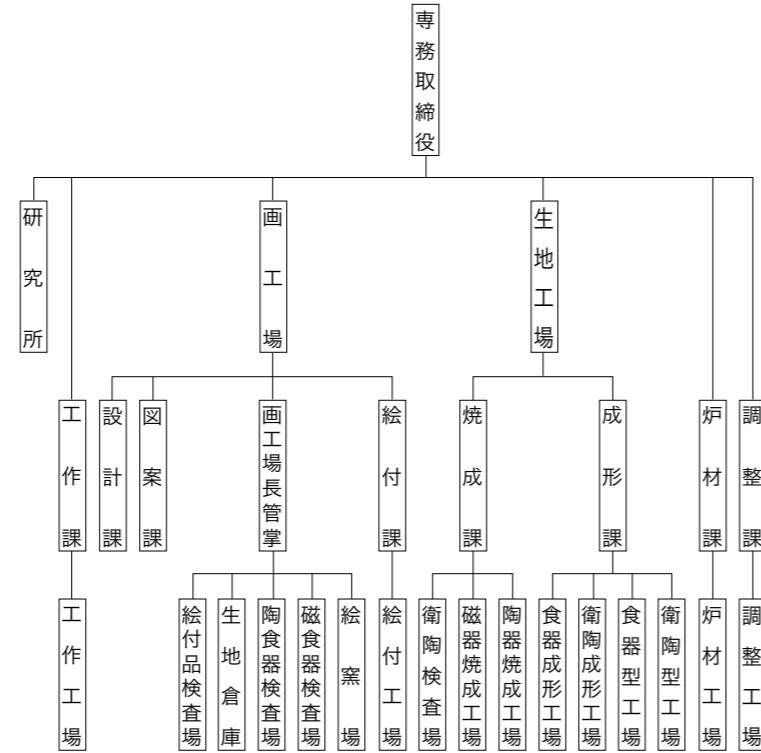 専務取締役
調整課
炉材課
生地工場
画工場
研究所
成形課
焼成課
絵付課
画工場長管掌
図案課
設計課
工作課
調整工場
炉材工場
衛陶型工場
食器型工場
衛陶成形工場
食器成形工場
陶器焼成工場
磁器焼成工場
衛陶検査場
絵付工場
絵窯場
磁食器検査場
陶食器検査場
生地倉庫
絵付品検査場
工作工場